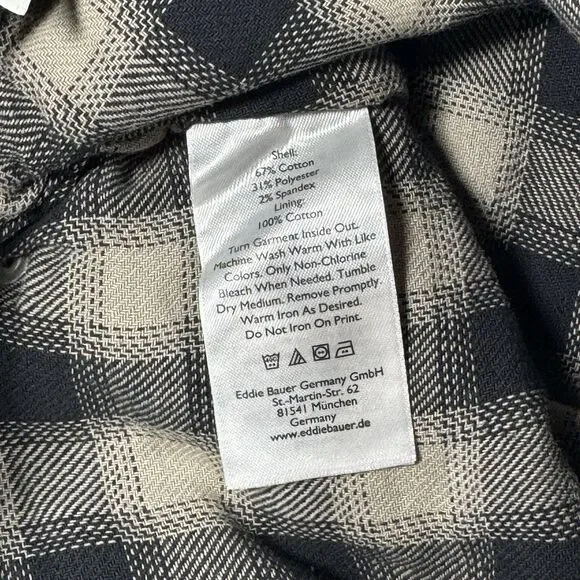 Shell:
67% Cotton
31% Polyester
2% Spandex
Lining:
100% Cotton
Turn Garment Inside Out.
Machine Wash Warm With Like
Colors. Only Non-Chlorine
Bleach When Needed. Tumble
Dry Medium. Remove Promptly.
Warm Iron As Desired.
Do Not Iron On Print.
Eddie Bauer Germany GmbH
St.-Martin-Str. 62
81541 München
Germany
www.eddiebauer.de